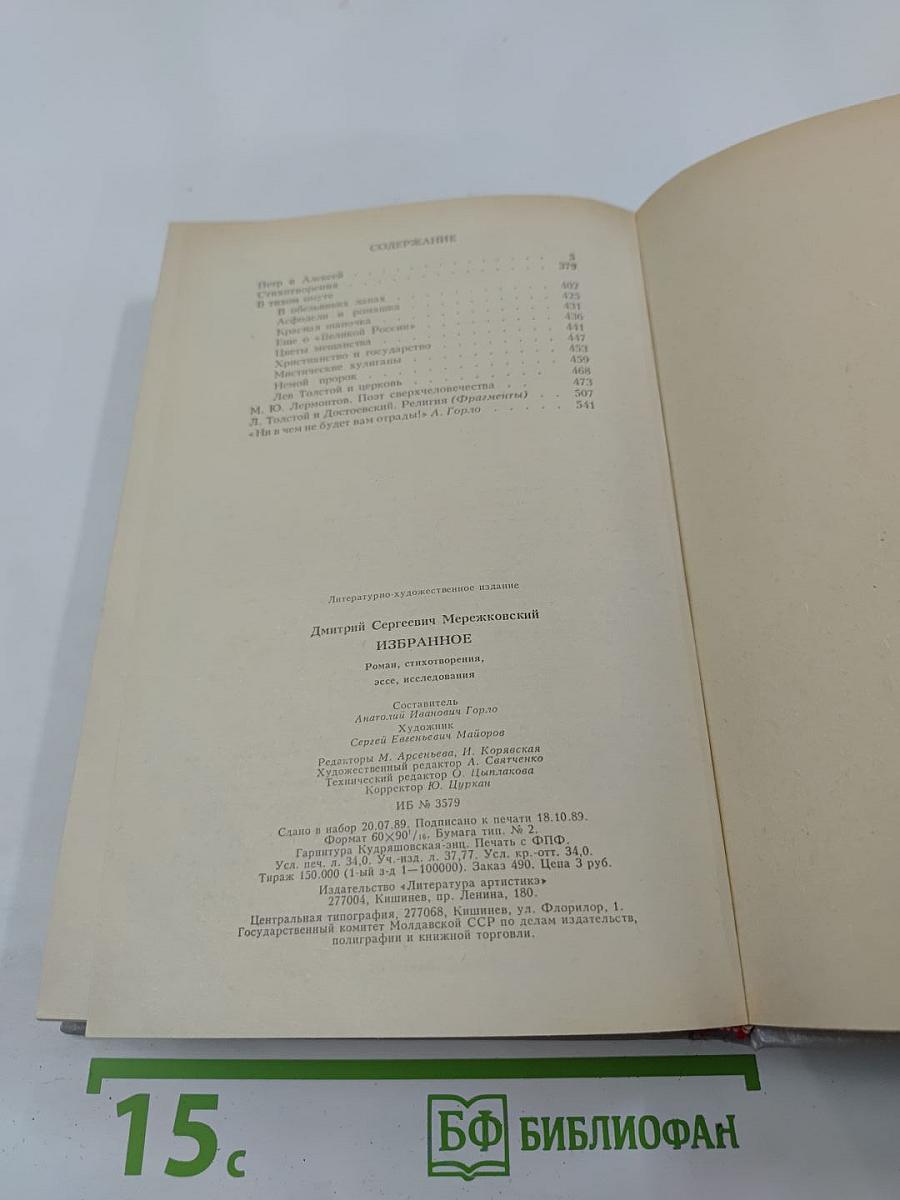 СОДЕРЖАНИЕ
Петр и Алексей . . . . . . . . . . 5
Стихотворения . . . . . . . . . . 379
В тихом омуте
В обезьяньих лапах . . . . . . . . 407
Асфодели и ромашка . . . . . . . . 425
Красная шапочка . . . . . . . . 431
Еще о «Великой России» . . . . . . . . 436
Цветы мещанства . . . . . . . . 441
Христианство и государство . . . . . . . . 447
Мистические хулиганы . . . . . . . . 453
Немой пророк . . . . . . . . 459
Лев Толстой и церковь . . . . . . . . 468
М. Ю. Лермонтов. Поэт сверхчеловечества . . 473
Л. Толстой и Достоевский. Религия (Фрагменты) . . 507
«Ни в чем не будет вам отрады!» А. Горло . . . . . 541
Литературно-художественное издание
Дмитрий Сергеевич Мережковский
ИЗБРАННОЕ
Роман, стихотворения,
эссе, исследования
Составитель
Анатолий Иванович Горло
Художник
Сергей Евгеньевич Майоров
Редакторы М. Арсеньева, И. Корявская
Художественный редактор А. Святченко
Технический редактор О. Цыплакова
Корректор Ю. Цуркан
ИБ № 3579
Сдано в набор 20.07.89. Подписано к печати 18.10.89.
Формат 60×90¹/₁₆. Бумага тип. № 2.
Гарнитура Кудряшовская-энц. Печать с ФПФ.
Усл. печ. л. 34,0. Уч.-изд. л. 37,77. Усл. кр.-отт. 34,0.
Тираж 150.000 (1-ый з-д 1—100000). Заказ 490. Цена 3 руб.
Издательство «Литература артистикэ»
277004, Кишинев, пр. Ленина, 180.
Центральная типография, 277068, Кишинев, ул. Флорилор, 1.
Государственный комитет Молдавской ССР по делам издательств,
полиграфии и книжной торговли.
15 с
БФ БИБЛИОФАН